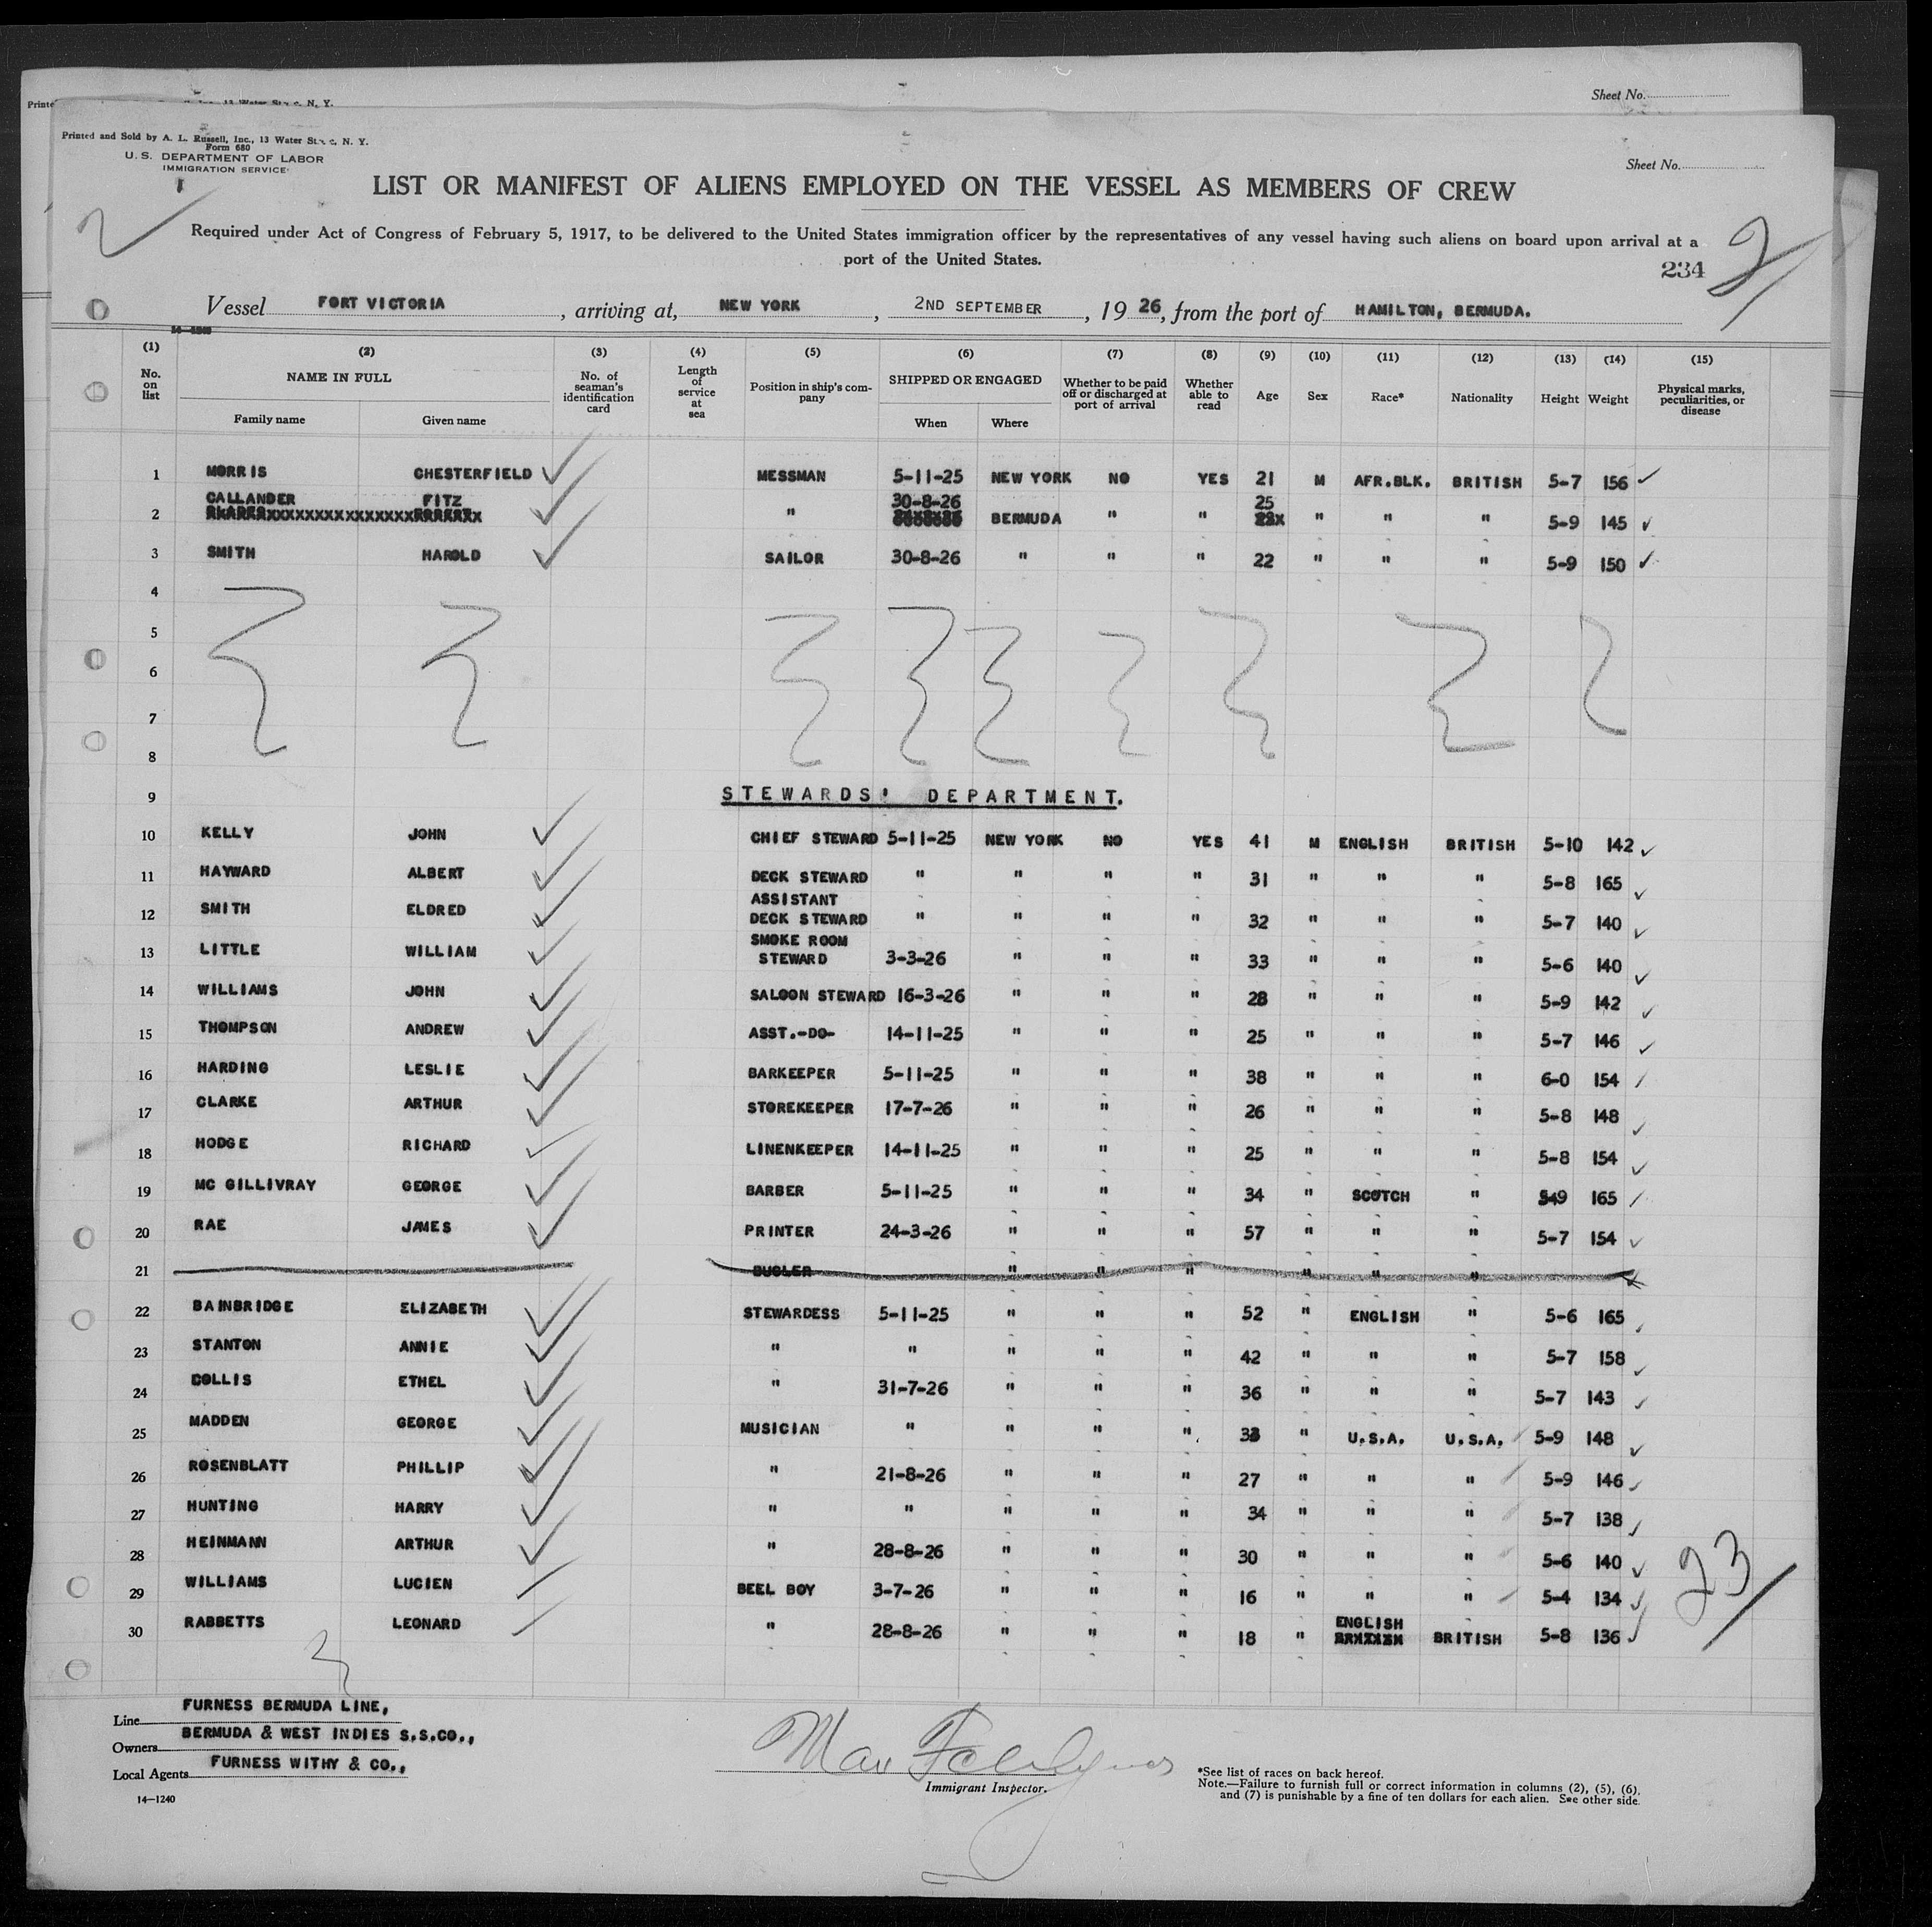 Sheet No.
Printed and Sold by A. L. Russell, Inc., 13 Water St., N. Y.
Form 680
U. S. DEPARTMENT OF LABOR
IMMIGRATION SERVICE
Sheet No.
LIST OR MANIFEST OF ALIENS EMPLOYED ON THE VESSEL AS MEMBERS OF CREW
Required under Act of Congress of February 5, 1917, to be delivered to the United States immigration officer by the representatives of any vessel having such aliens on board upon arrival at a
port of the United States.
234
Vessel FORT VICTORIA, arriving at, NEW YORK, 2ND SEPTEMBER, 19 26, from the port of HAMILTON, BERMUDA.
(1) (2) (3) (4) (5) (6) (7) (8) (9) (10) (11) (12) (13) (14) (15)
No. on list NAME IN FULL Family name Given name No. of seaman's identification card Length of service at sea Position in ship's company SHIPPED OR ENGAGED When Where Whether to be paid off or discharged at port of arrival Whether able to read Age Sex Race* Nationality Height Weight Physical marks, peculiarities, or disease
1 MORRIS CHESTERFIELD MESSMAN 5-11-25 NEW YORK NO YES 21 M AFR.BLK. BRITISH 5-7 156
2 CALLANDER FITZ " 30-8-26 BERMUDA " " 25 " " " 5-9 145
3 SMITH HAROLD SAILOR 30-8-26 " " " 22 " " " 5-9 150
4
5
6
7
8
9 STEWARDS' DEPARTMENT.
10 KELLY JOHN CHIEF STEWARD 5-11-25 NEW YORK NO YES 41 M ENGLISH BRITISH 5-10 142
11 HAYWARD ALBERT DECK STEWARD " " " " 31 " " " 5-8 165
12 SMITH ELDRED ASSISTANT DECK STEWARD " " " " 32 " " " 5-7 140
13 LITTLE WILLIAM SMOKE ROOM STEWARD 3-3-26 " " " 33 " " " 5-6 140
14 WILLIAMS JOHN SALOON STEWARD 16-3-26 " " " 28 " " " 5-9 142
15 THOMPSON ANDREW ASST.-DO- 14-11-25 " " " 25 " " " 5-7 146
16 HARDING LESLIE BARKEEPER 5-11-25 " " " 38 " " " 6-0 154
17 CLARKE ARTHUR STOREKEEPER 17-7-26 " " " 26 " " " 5-8 148
18 HODGE RICHARD LINENKEEPER 14-11-25 " " " 25 " " " 5-8 154
19 MC GILLIVRAY GEORGE BARBER 5-11-25 " " " 34 " SCOTCH " 5-9 165
20 RAE JAMES PRINTER 24-3-26 " " " 57 " " " 5-7 154
21 BUGLER " " " " " "
22 BAINBRIDGE ELIZABETH STEWARDESS 5-11-25 " " " 52 " ENGLISH " 5-6 165
23 STANTON ANNIE " " " " " 42 " " " 5-7 158
24 COLLIS ETHEL " 31-7-26 " " " 36 " " " 5-7 143
25 MADDEN GEORGE MUSICIAN " " " " 33 " U.S.A. U.S.A. 5-9 148
26 ROSENBLATT PHILLIP " 21-8-26 " " " 27 " " " 5-9 146
27 HUNTING HARRY " " " " " 34 " " " 5-7 138
28 HEINMANN ARTHUR " 28-8-26 " " " 30 " " " 5-6 140
29 WILLIAMS LUCIEN BEEL BOY 3-7-26 " " " 16 " " " 5-4 134
30 RABBETTS LEONARD " 28-8-26 " " " 18 " ENGLISH BRITISH 5-8 136
23
Line FURNESS BERMUDA LINE,
Owners BERMUDA & WEST INDIES S.S.CO.,
Local Agents FURNESS WITHY & CO.,
14—1240
Immigrant Inspector.
*See list of races on back hereof.
Note.—Failure to furnish full or correct information in columns (2), (5), (6),
and (7) is punishable by a fine of ten dollars for each alien. See other side.